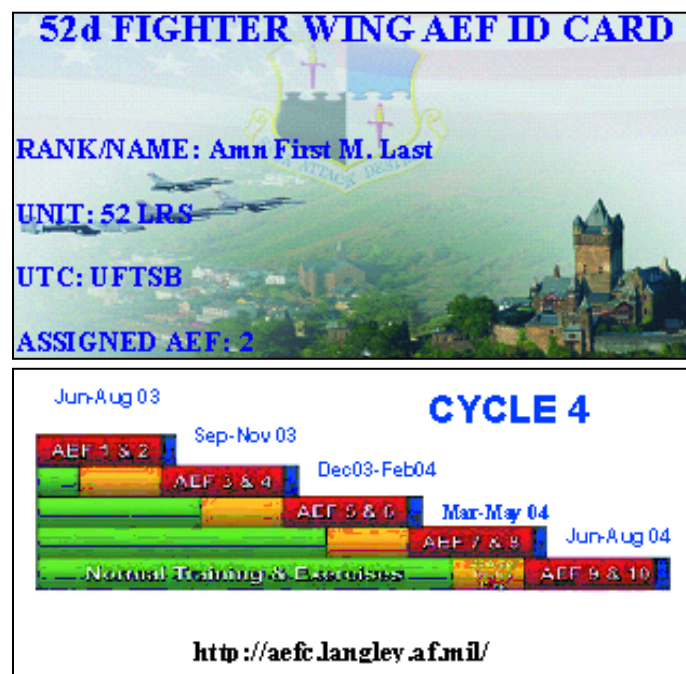 52d FIGHTER WING AEF ID CARD
RANK/NAME: Amn First M. Last
UNIT: 52 LRS
UTC: UFTSB
ASSIGNED AEF: 2
Jun-Aug 03
CYCLE 4
Sep-Nov 03
AEF 1 & 2
Dec03-Feb04
AEF 3 & 4
Mar-May 04
AEF 5 & 6
Jun-Aug 04
AEF 7 & 8
Normal Training & Exercises
AEF 9 & 10
http://aefc.langley.af.mil/